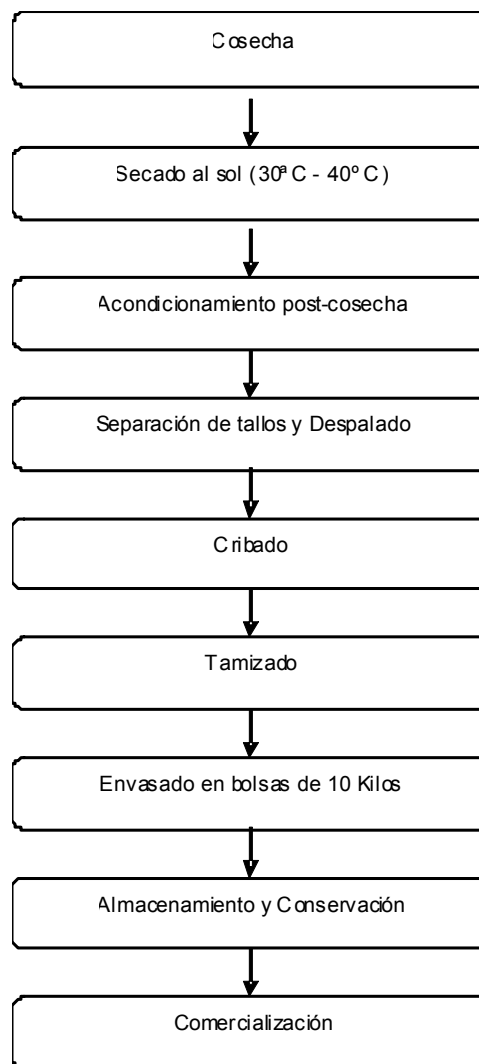 Cosecha
Secado al sol (30ª C - 40º C)
Acondicionamiento post-cosecha
Separación de tallos y Despalado
Cribado
Tamizado
Envasado en bolsas de 10 Kilos
Almacenamiento y Conservación
Comercialización